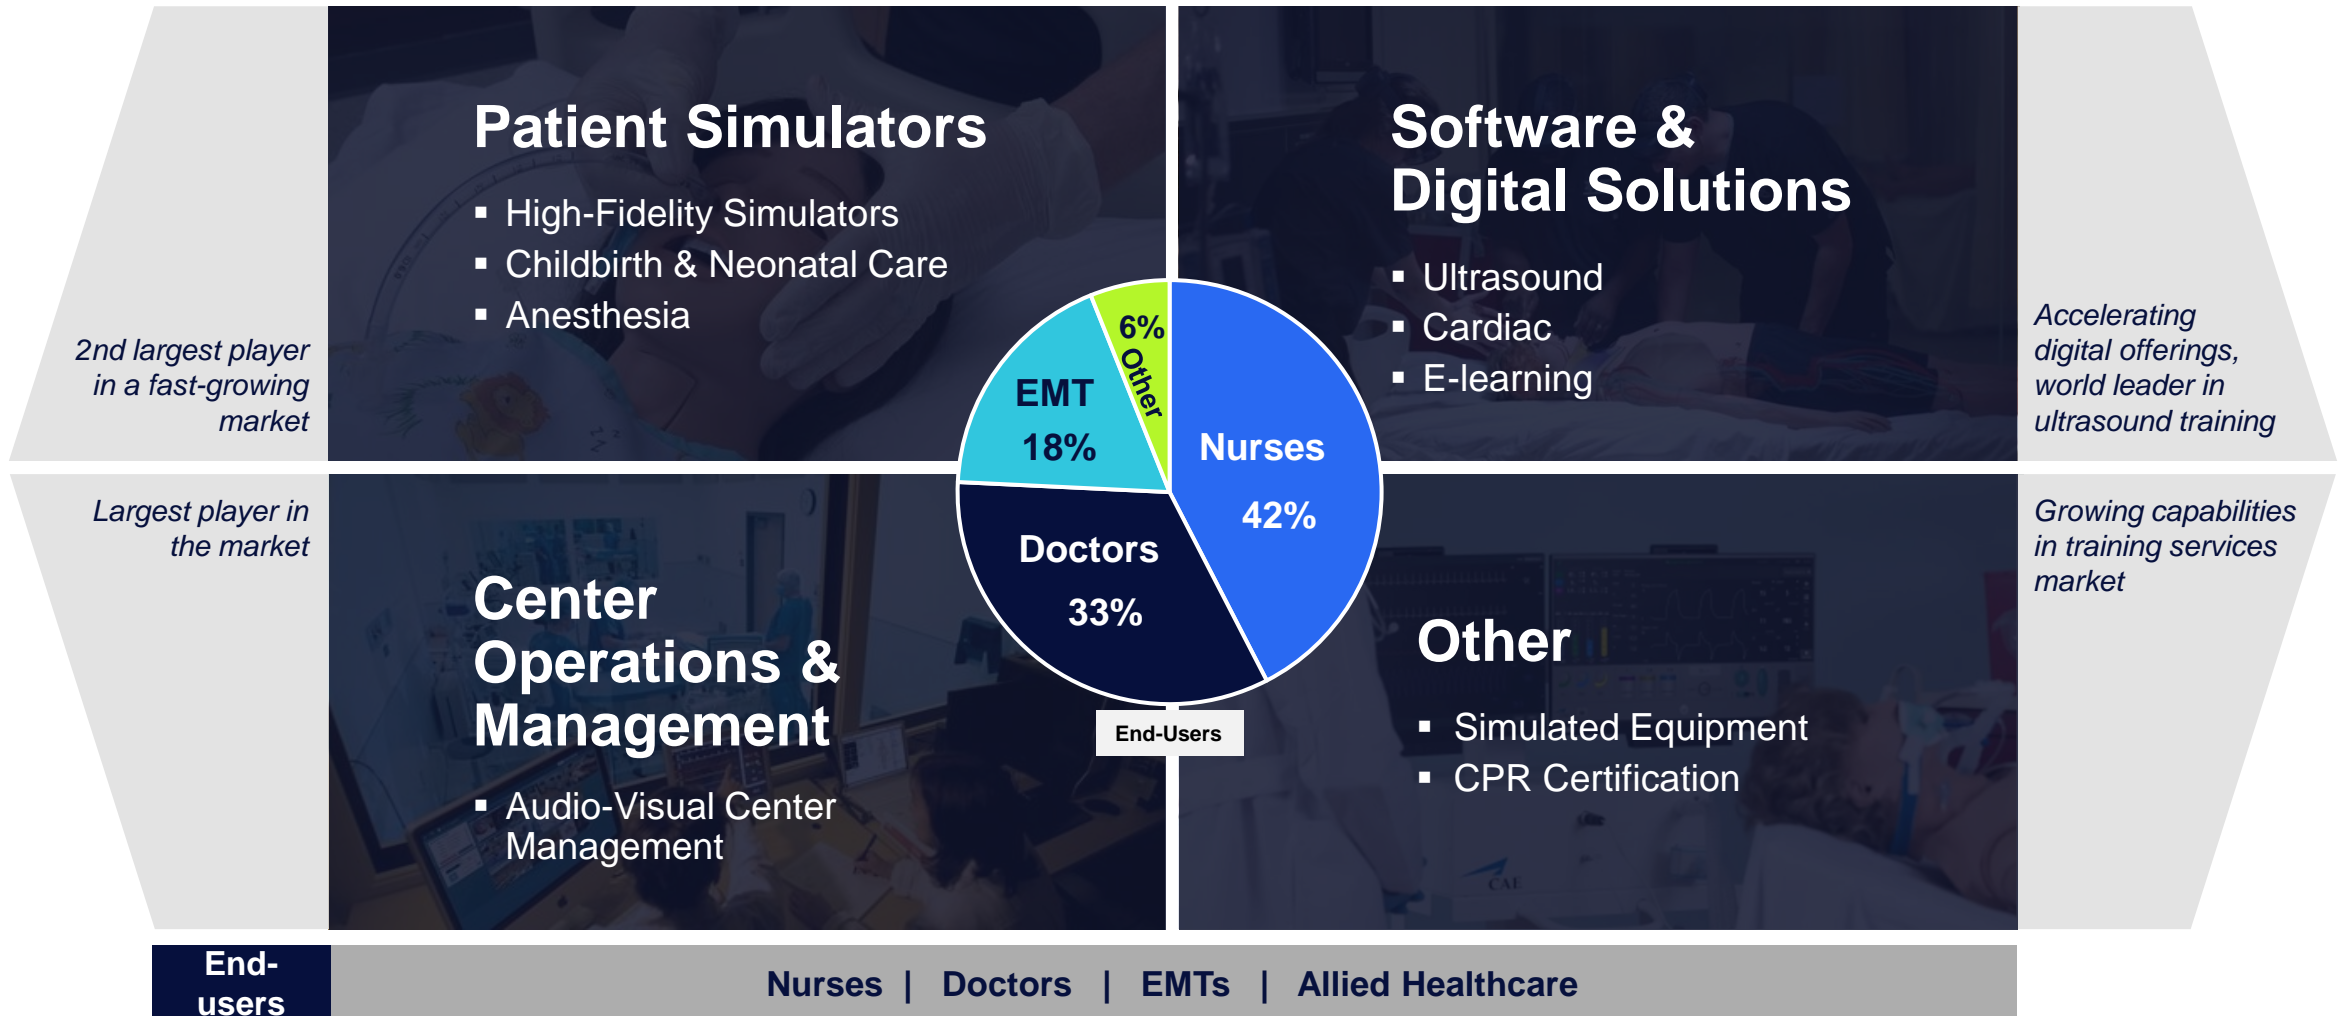 Patient Simulators
▪ High-Fidelity Simulators
▪ Childbirth & Neonatal Care
▪ Anesthesia
2nd largest player
in a fast-growing
market
Software &
Digital Solutions
▪ Ultrasound
▪ Cardiac
▪ E-learning
Accelerating
digital offerings,
world leader in
ultrasound training
6%
Other
EMT
18%
Nurses
42%
Doctors
33%
End-Users
Largest player in
the market
Center
Operations &
Management
▪ Audio-Visual Center
Management
Other
▪ Simulated Equipment
▪ CPR Certification
CAE
Growing capabilities
in training services
market
End-
users
Nurses | Doctors | EMTs | Allied Healthcare